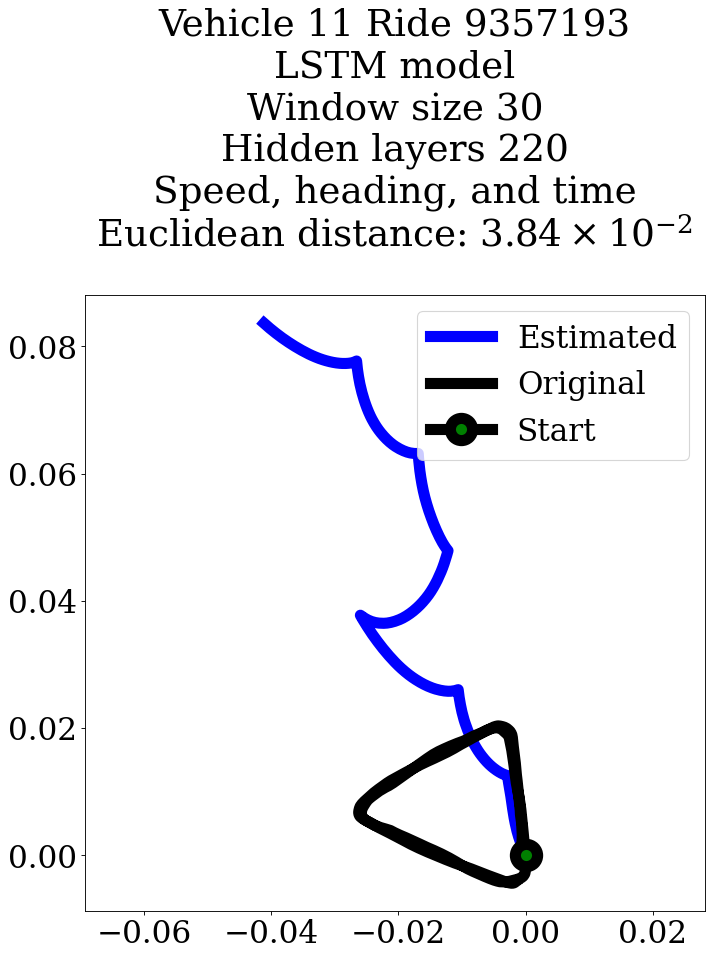 Vehicle 11 Ride 9357193
LSTM model
Window size 30
Hidden layers 220
Speed, heading, and time
Euclidean distance: 3.84 × 10⁻²
Estimated
Original
Start
0.08
0.06
0.04
0.02
0.00
−0.06 −0.04 −0.02 0.00 0.02